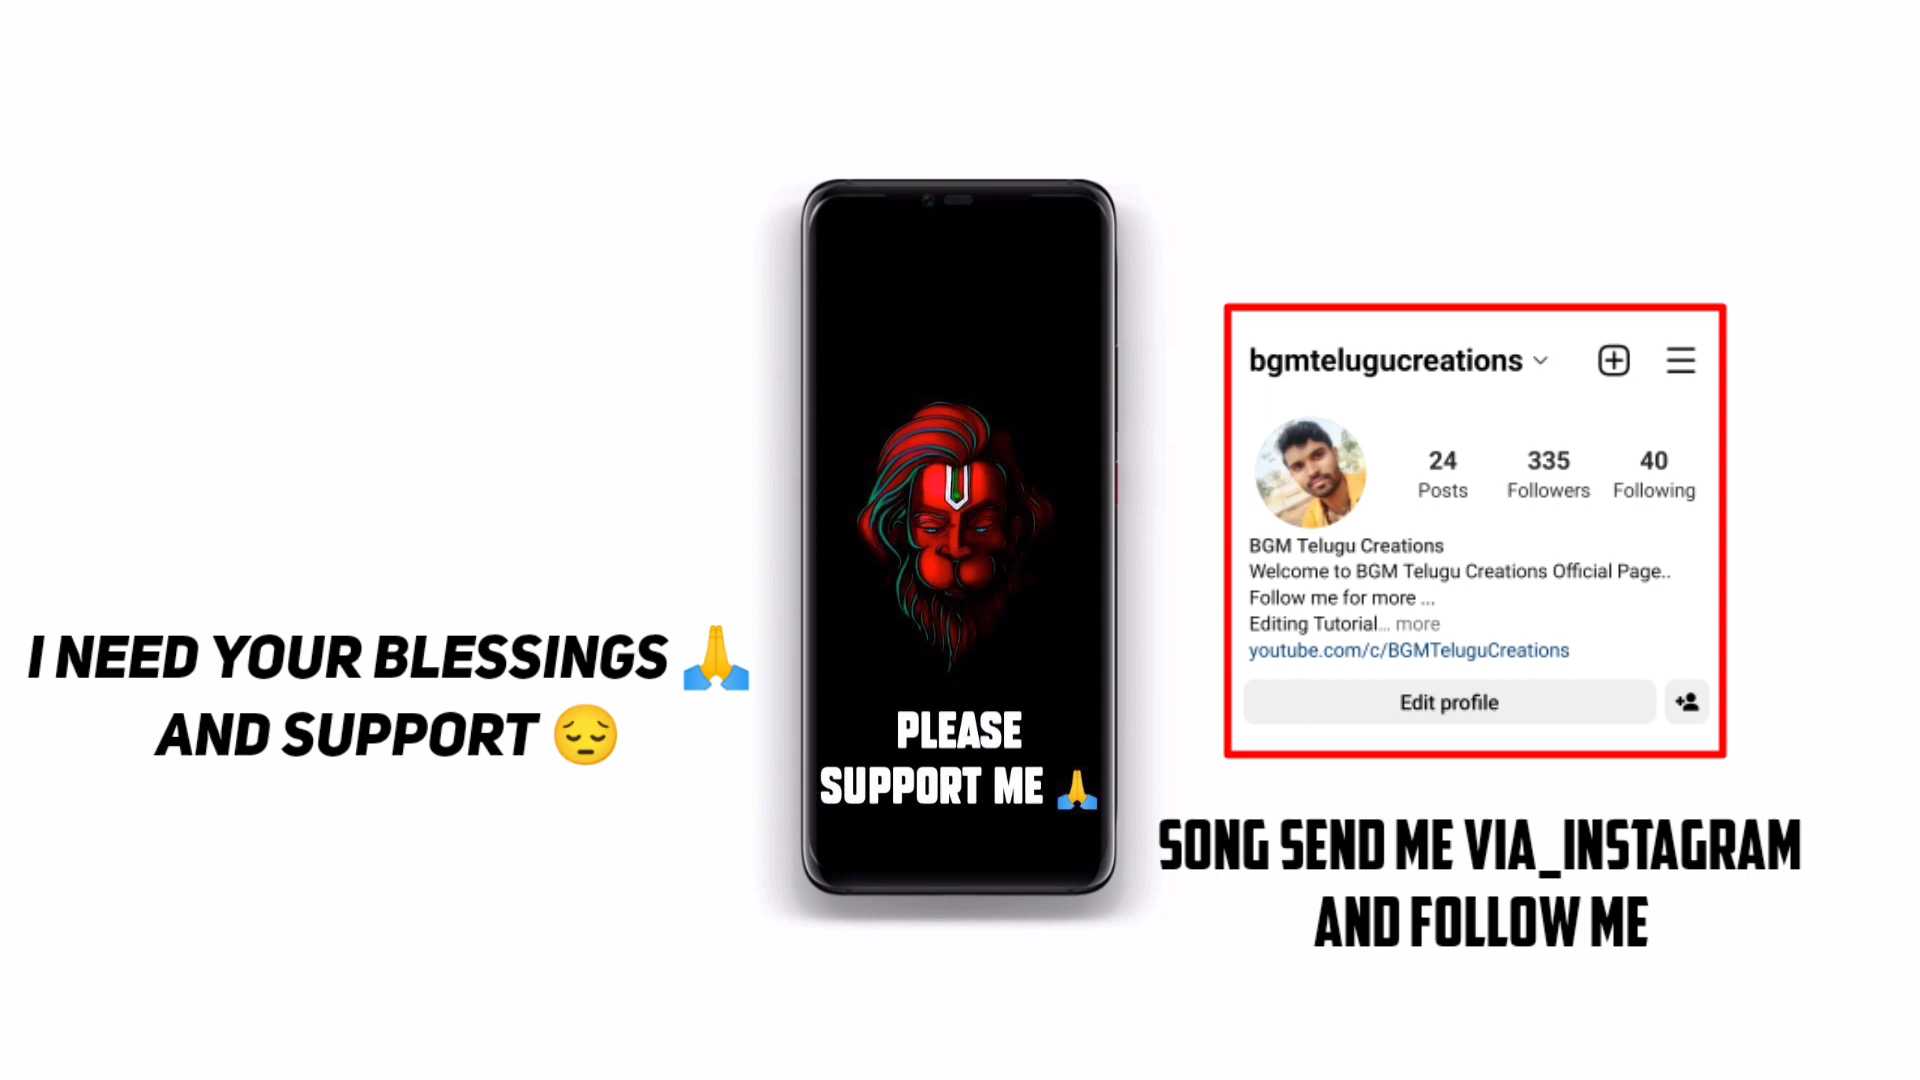 I NEED YOUR BLESSINGS 🙏
AND SUPPORT 😔
PLEASE
SUPPORT ME 🙏
bgmtelugucreations
24
Posts
335
Followers
40
Following
BGM Telugu Creations
Welcome to BGM Telugu Creations Official Page..
Follow me for more ...
Editing Tutorial... more
youtube.com/c/BGMTeluguCreations
Edit profile
SONG SEND ME VIA_INSTAGRAM
AND FOLLOW ME